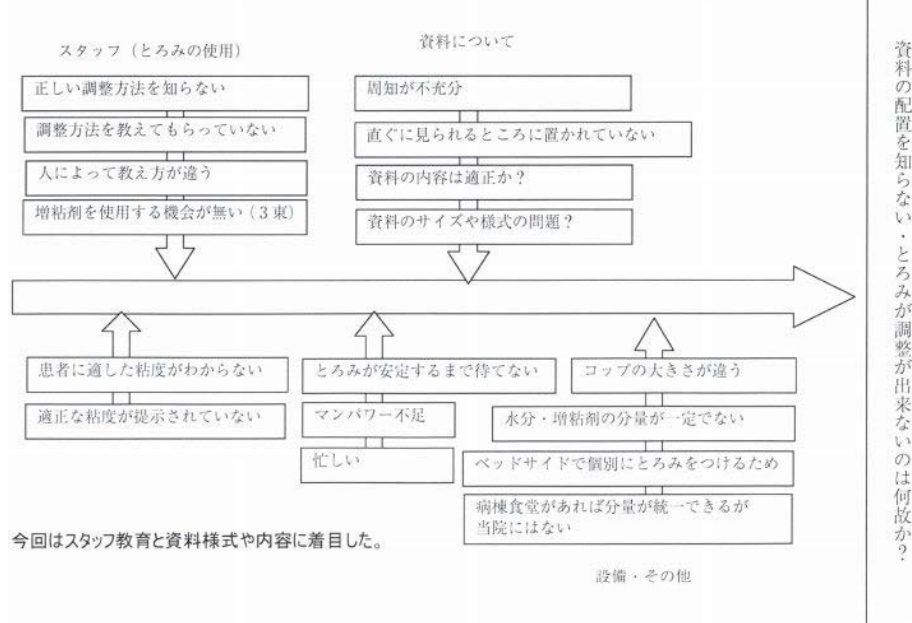 スタッフ（とろみの使用）
正しい調整方法を知らない
調整方法を教えてもらっていない
人によって教え方が違う
増粘剤を使用する機会が無い（3東）
資料について
周知が不充分
直ぐに見られるところに置かれていない
資料の内容は適正か？
資料のサイズや様式の問題？
患者に適した粘度がわからない
適正な粘度が提示されていない
とろみが安定するまで待てない
マンパワー不足
忙しい
コップの大きさが違う
水分・増粘剤の分量が一定でない
ベッドサイドで個別にとろみをつけるため
病棟食堂があれば分量が統一できるが
当院にはない
設備・その他
今回はスタッフ教育と資料様式や内容に着目した。
資料の配置を知らない・とろみが調整が出来ないのは何故か？